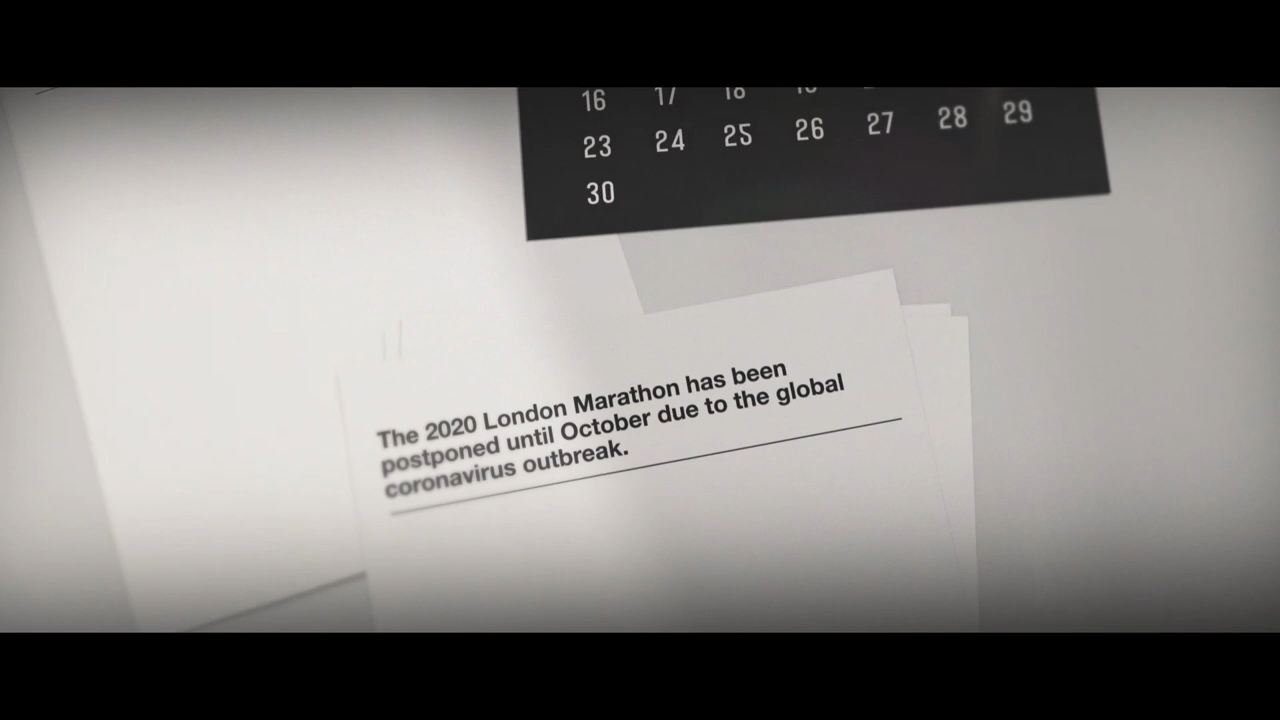 16 17 18
23 24 25 26 27 28 29
30
The 2020 London Marathon has been
postponed until October due to the global
coronavirus outbreak.